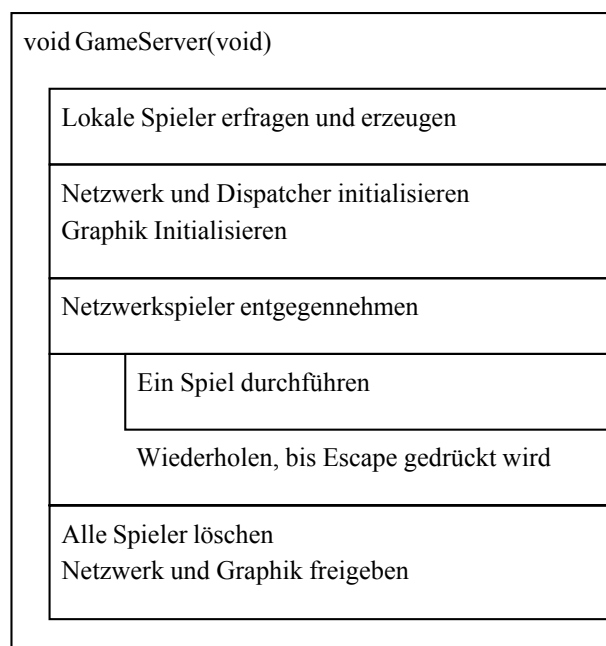 void GameServer(void)
Lokale Spieler erfragen und erzeugen
Netzwerk und Dispatcher initialisieren
Graphik Initialisieren
Netzwerkspieler entgegennehmen
Ein Spiel durchführen
Wiederholen, bis Escape gedrückt wird
Alle Spieler löschen
Netzwerk und Graphik freigeben